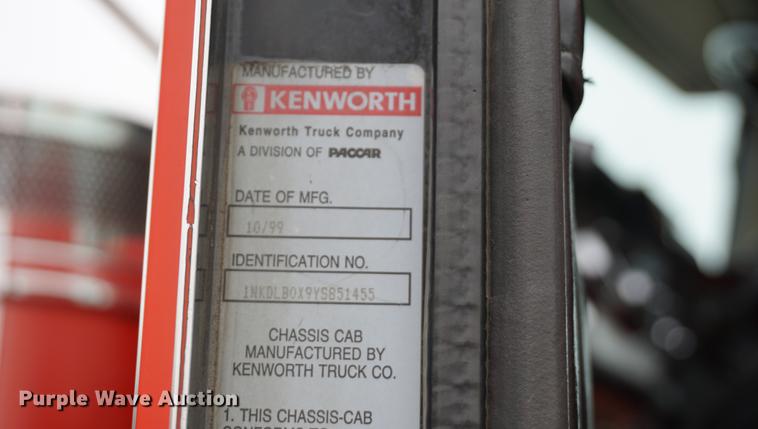 MANUFACTURED BY
KENWORTH
Kenworth Truck Company
A DIVISION OF PACCAR
DATE OF MFG.
10/99
IDENTIFICATION NO.
1NKDLB0X9YS851455
CHASSIS CAB
MANUFACTURED BY
KENWORTH TRUCK CO.
1. THIS CHASSIS-CAB
Purple Wave Auction